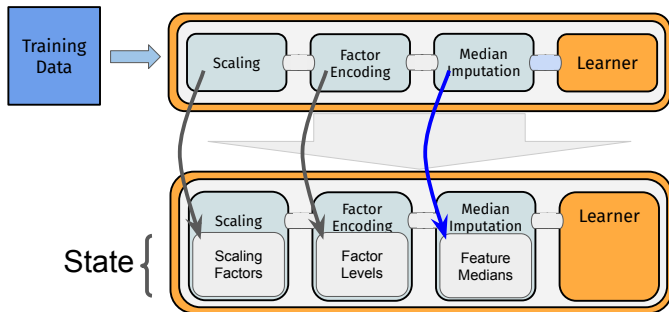 Training
Data
Scaling
Factor
Encoding
Median
Imputation
Learner
Scaling
Factor
Encoding
Median
Imputation
Learner
State
Scaling
Factors
Factor
Levels
Feature
Medians